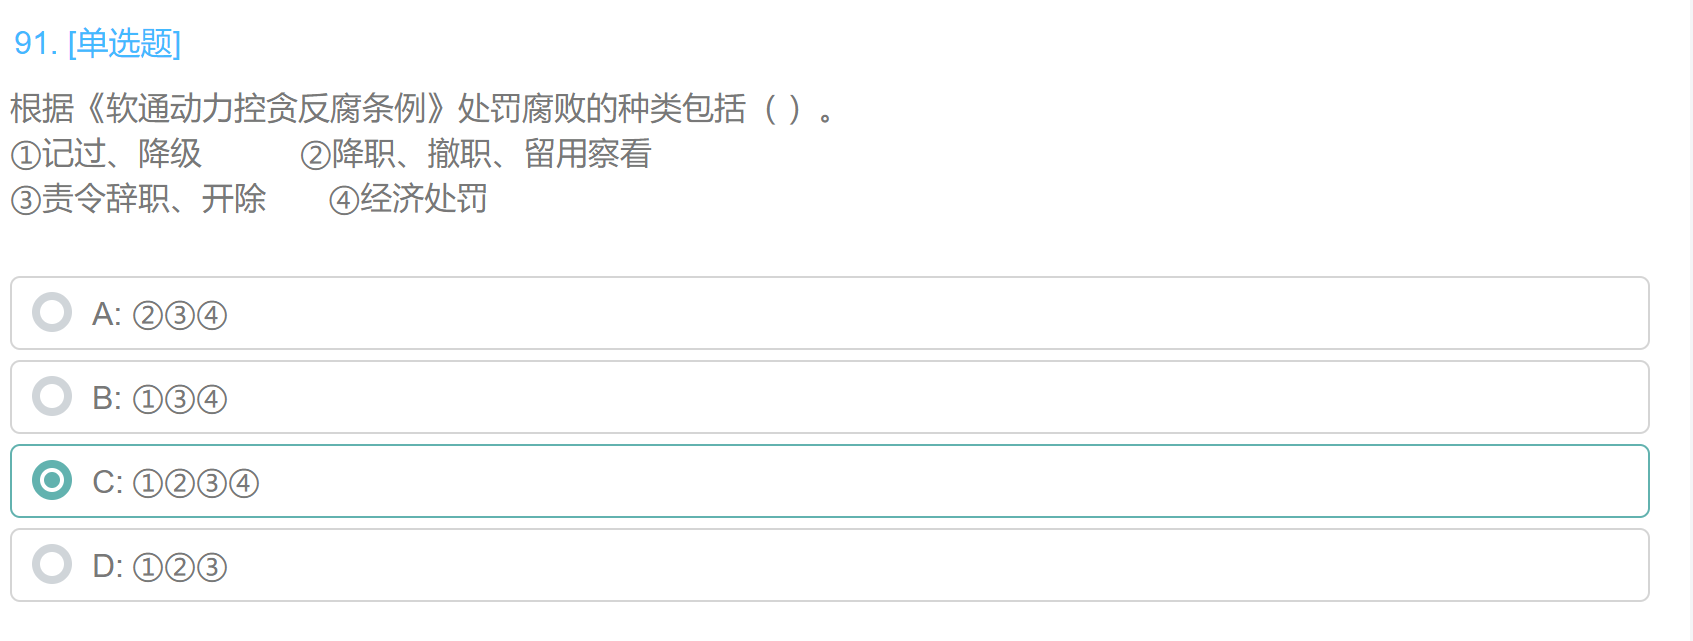 91. [单选题]
根据《软通动力控贪反腐条例》处罚腐败的种类包括（ ）。
①记过、降级　　　②降职、撤职、留用察看
③责令辞职、开除　　④经济处罚
A: ②③④
B: ①③④
C: ①②③④
D: ①②③